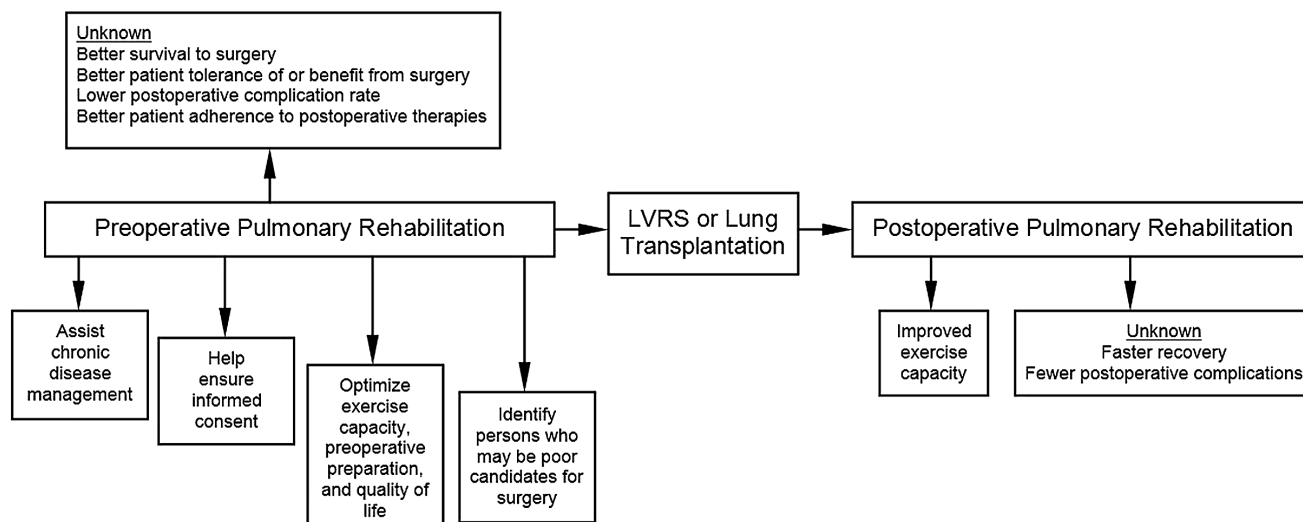 Unknown
Better survival to surgery
Better patient tolerance of or benefit from surgery
Lower postoperative complication rate
Better patient adherence to postoperative therapies
Preoperative Pulmonary Rehabilitation
LVRS or Lung
Transplantation
Postoperative Pulmonary Rehabilitation
Assist
chronic
disease
management
Help
ensure
informed
consent
Optimize
exercise
capacity,
preoperative
preparation,
and quality of
life
Identify
persons who
may be poor
candidates for
surgery
Improved
exercise
capacity
Unknown
Faster recovery
Fewer postoperative complications